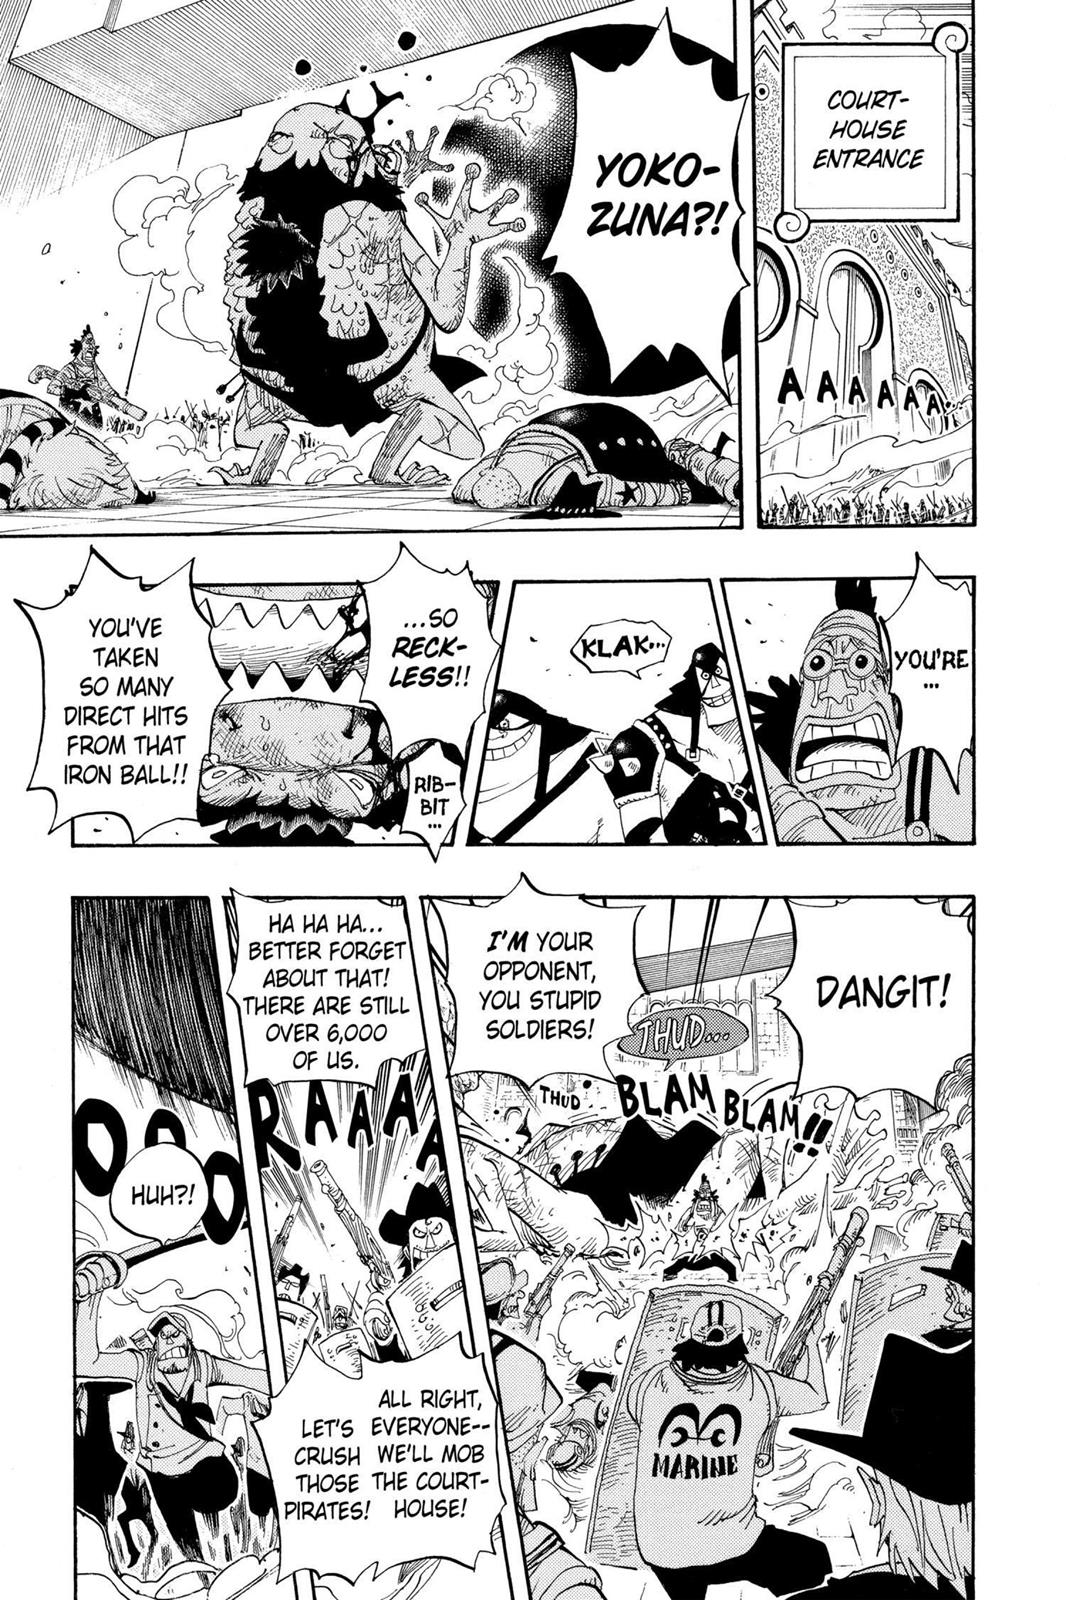 COURT-
HOUSE
ENTRANCE
AAAAAA...
YOKO-
ZUNA?!
YOU'RE
...
KLAK...
...SO
RECK-
LESS!!
RIB-
BIT
...
YOU'VE
TAKEN
SO MANY
DIRECT HITS
FROM THAT
IRON BALL!!
DANGIT!
THUD...
I'M YOUR
OPPONENT,
YOU STUPID
SOLDIERS!
THUD
BLAM
BLAM!!
MARINE
HA HA HA...
BETTER FORGET
ABOUT THAT!
THERE ARE STILL
OVER 6,000
OF US.
RAAAA
ALL RIGHT,
EVERYONE--
WE'LL MOB
THE COURT-
HOUSE!
LET'S
CRUSH
THOSE
PIRATES!
OOO
HUH?!